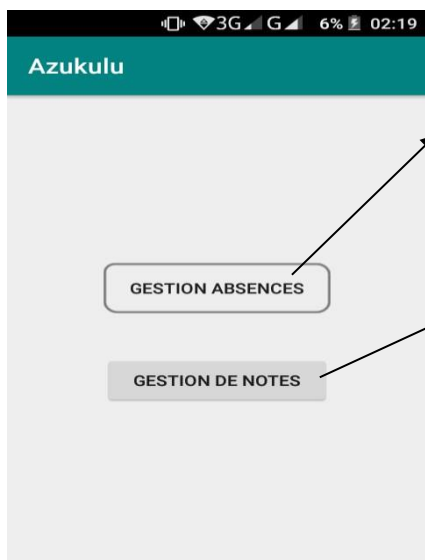 3G G 6% 02:19
Azukulu
GESTION ABSENCES
GESTION DE NOTES